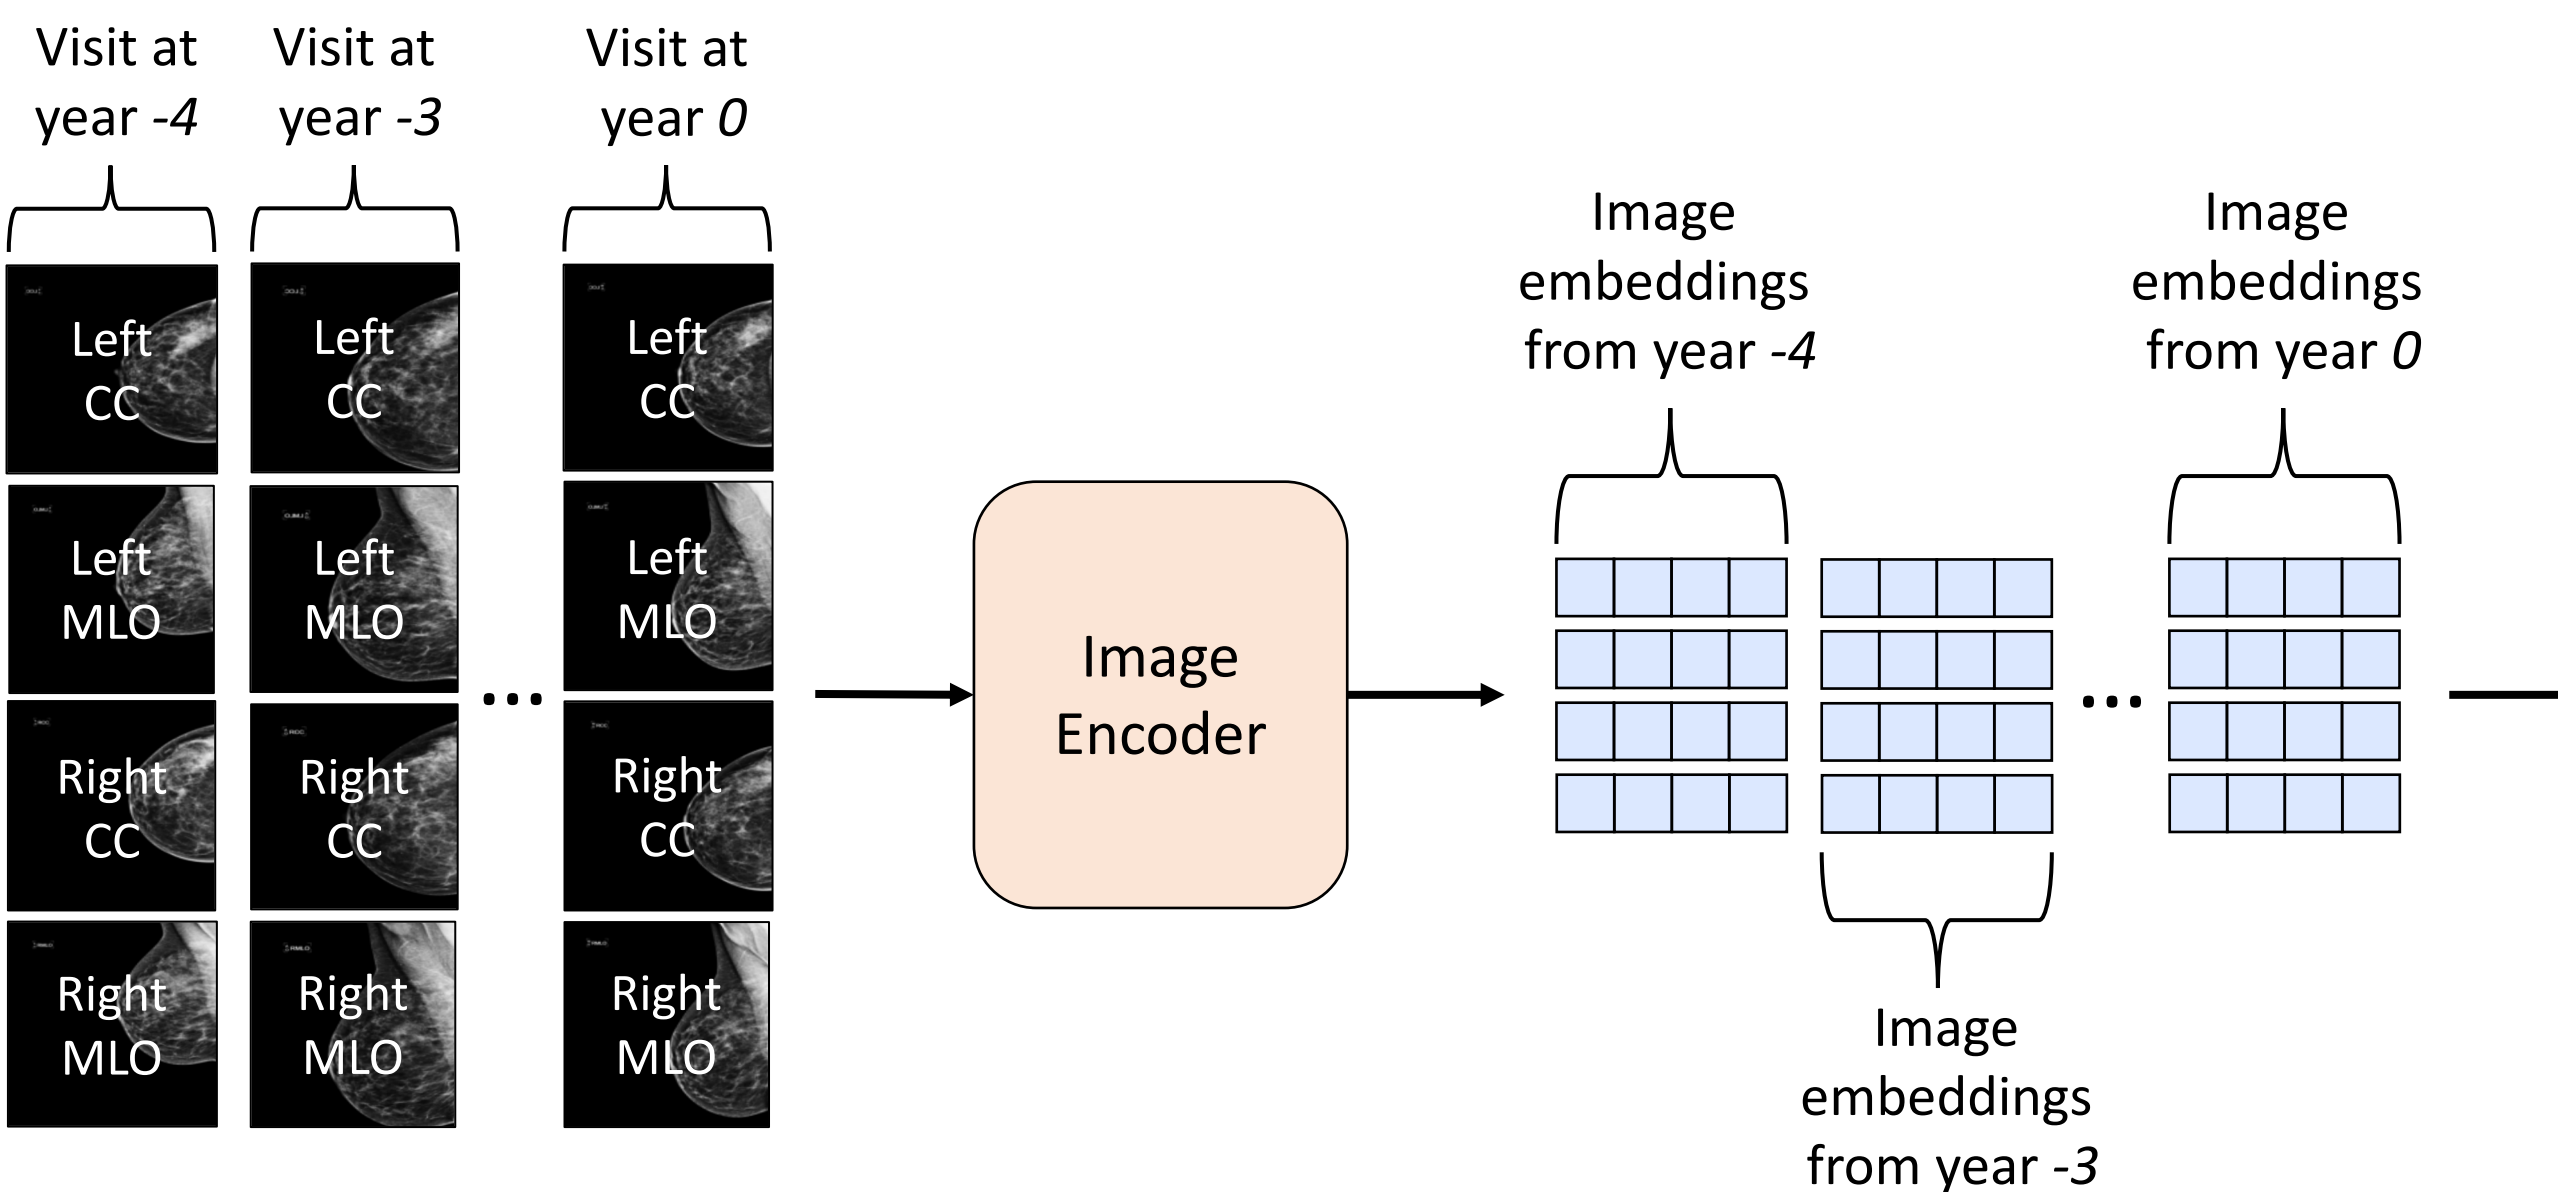 Visit at
year -4
Visit at
year -3
Visit at
year 0
Left
CC
Left
CC
Left
CC
Left
MLO
Left
MLO
Left
MLO
...
Right
CC
Right
CC
Right
CC
Right
MLO
Right
MLO
Right
MLO
Image
Encoder
Image
embeddings
from year -4
Image
embeddings
from year 0
...
Image
embeddings
from year -3